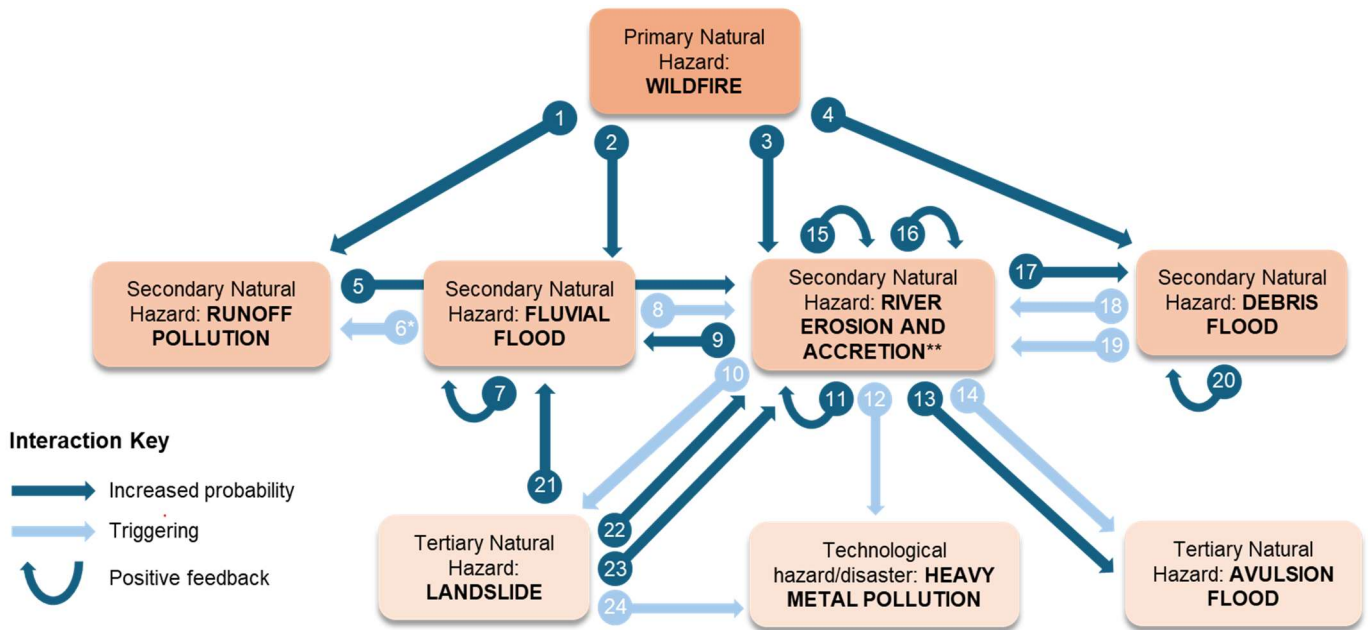 Primary Natural
Hazard:
WILDFIRE
1
2
3
4
15
16
Secondary Natural
Hazard: RUNOFF
POLLUTION
5
6*
Secondary Natural
Hazard: FLUVIAL
FLOOD
8
9
Secondary Natural
Hazard: RIVER
EROSION AND
ACCRETION**
17
18
19
Secondary Natural
Hazard: DEBRIS
FLOOD
7
10
11
12
13
14
20
Interaction Key
Increased probability
Triggering
Positive feedback
21
22
23
24
Tertiary Natural
Hazard:
LANDSLIDE
Technological
hazard/disaster: HEAVY
METAL POLLUTION
Tertiary Natural
Hazard: AVULSION
FLOOD